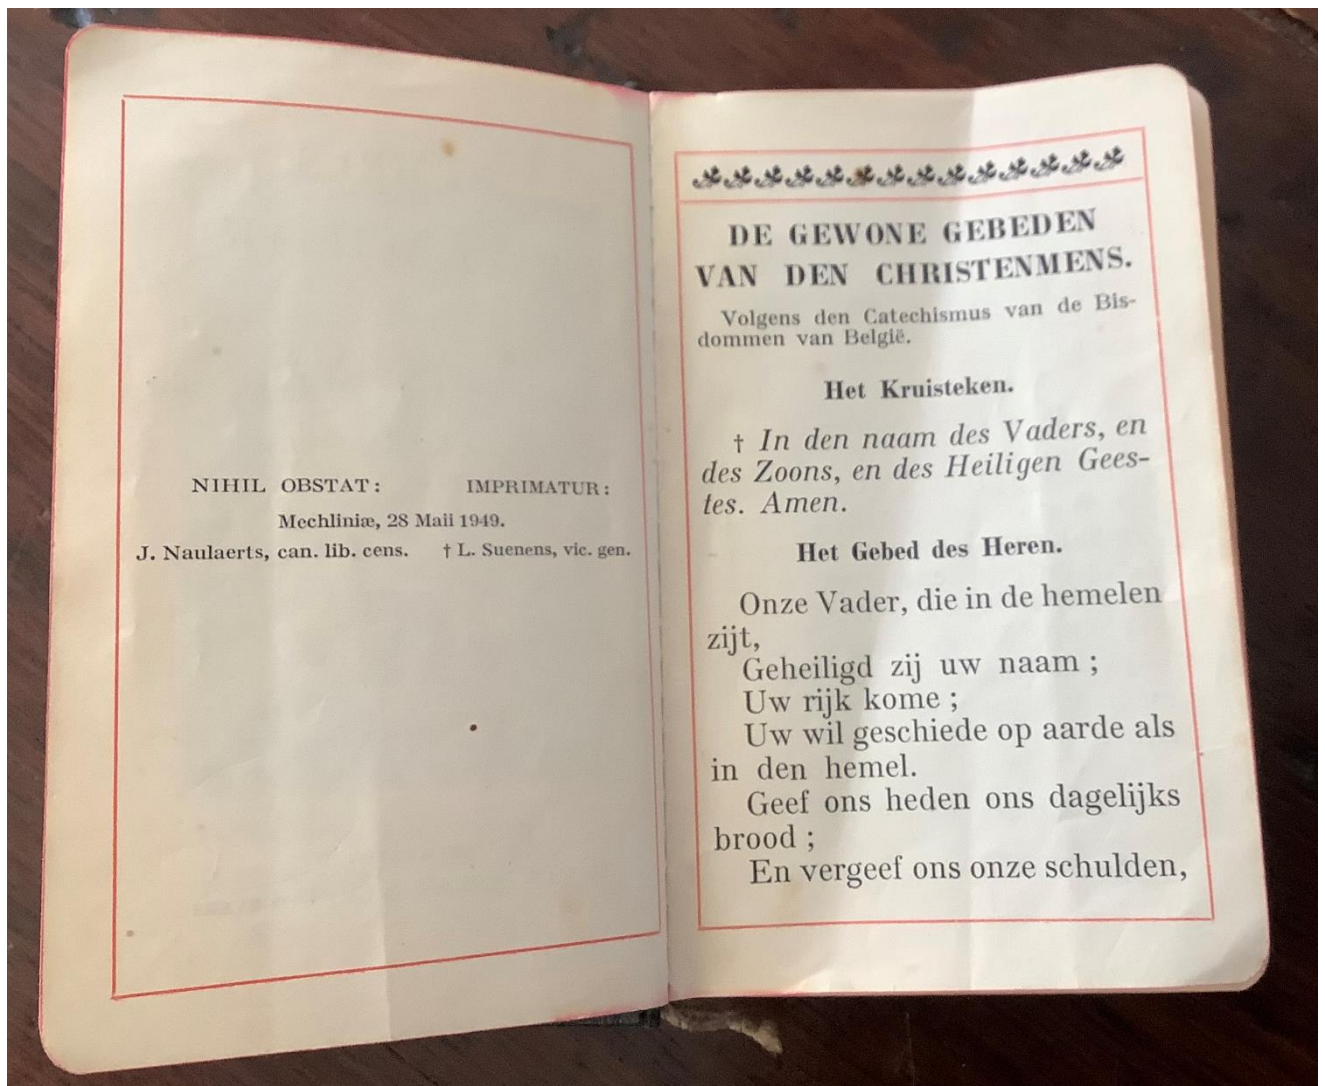 NIHIL OBSTAT: IMPRIMATUR:
Mechliniæ, 28 Maii 1949.
J. Naulaerts, can. lib. cens. † L. Suenens, vic. gen.
DE GEWONE GEBEDEN
VAN DEN CHRISTENMENS.
Volgens den Catechismus van de Bis-
dommen van België.
Het Kruisteken.
† In den naam des Vaders, en
des Zoons, en des Heiligen Gees-
tes. Amen.
Het Gebed des Heren.
Onze Vader, die in de hemelen
zijt,
Geheiligd zij uw naam ;
Uw rijk kome ;
Uw wil geschiede op aarde als
in den hemel.
Geef ons heden ons dagelijks
brood ;
En vergeef ons onze schulden,